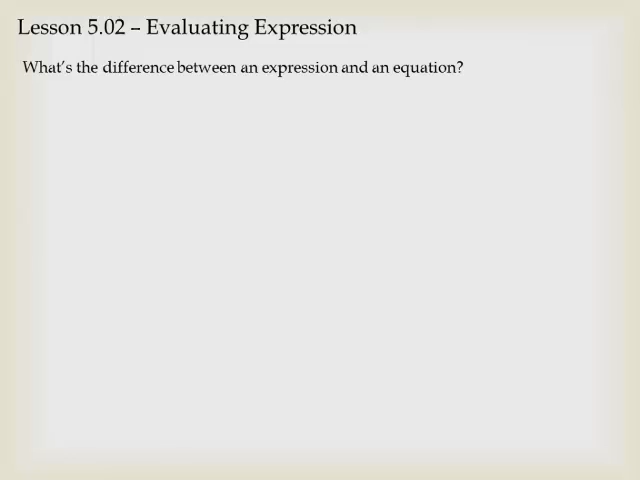 Lesson 5.02 – Evaluating Expression
What’s the difference between an expression and an equation?